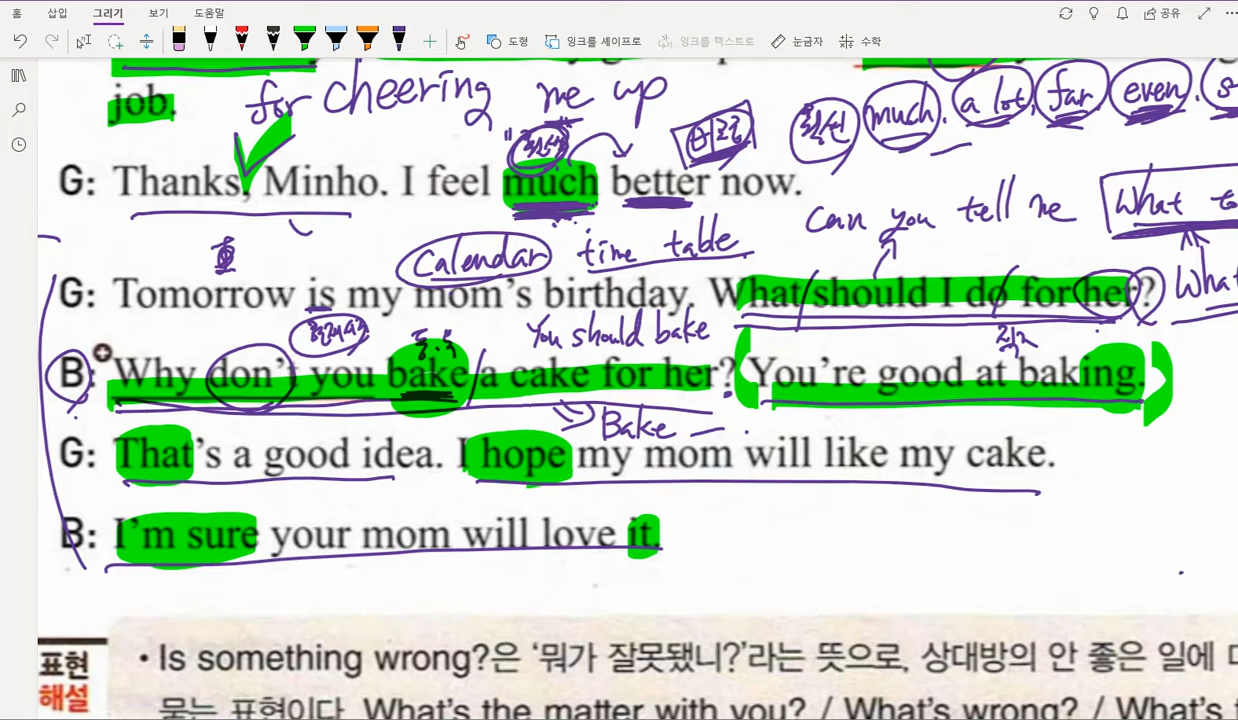 홈 삽입 그리기 보기 도움말 공유
도형 잉크를 셰이프로 잉크를 텍스트로 눈금자 수학
job. for cheering me up
much, a lot, far even, s
G: Thanks, Minho. I feel much better now.
Can you tell me What to
Calendar time table
G: Tomorrow is my mom's birthday. What should I do for her? What
You should bake
B: Why don't you bake a cake for her? You're good at baking.
Bake
G: That's a good idea. I hope my mom will like my cake.
B: I'm sure your mom will love it.
표현 • Is something wrong?은 '뭐가 잘못됐니?'라는 뜻으로, 상대방의 안 좋은 일에
해설 묻는 표현이다. What's the matter with you? / What's wrong? / What's